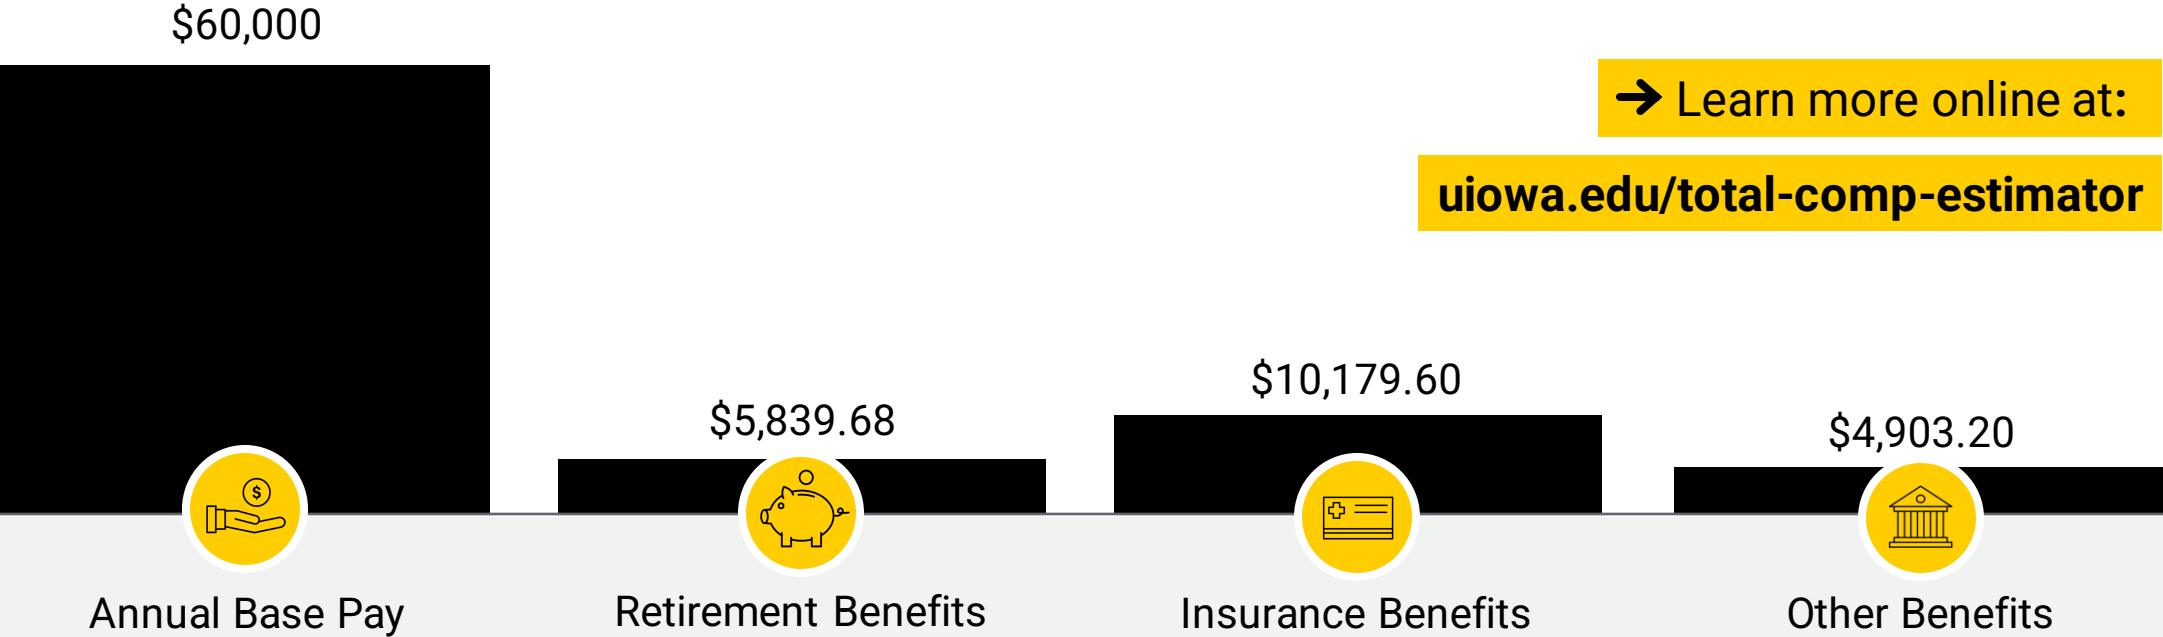 $60,000
→ Learn more online at:
uiowa.edu/total-comp-estimator
$5,839.68
$10,179.60
$4,903.20
$
Annual Base Pay
Retirement Benefits
Insurance Benefits
Other Benefits